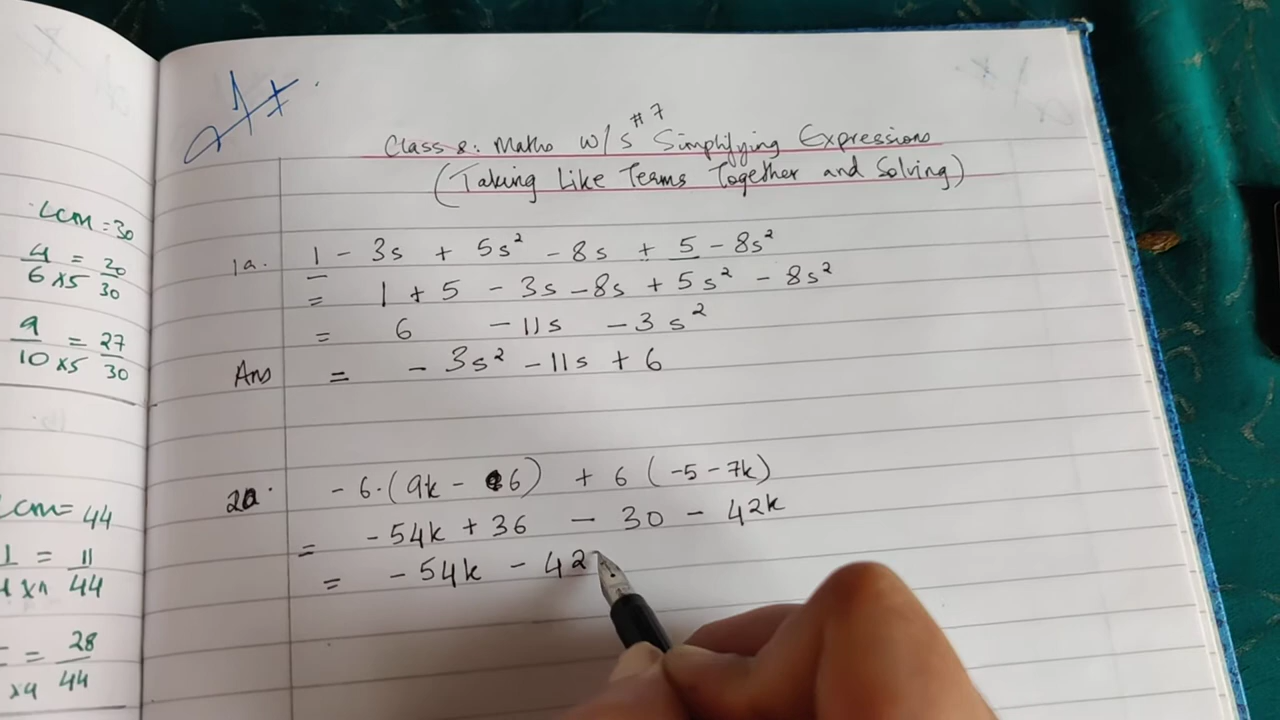 LCM = 30
4/6 ×5 = 20/30
9/10 ×5 = 27/30
LCM = 44
= 11/44
= 28/44
×4
Class 8: Maths W/S #7 Simplifying Expressions
(Taking Like Terms Together and Solving)
1a. 1 - 3s + 5s² - 8s + 5 - 8s²
= 1 + 5 - 3s - 8s + 5s² - 8s²
= 6 - 11s - 3s²
Ans = - 3s² - 11s + 6
2a. - 6·(9k - 6) + 6 (-5 - 7k)
= - 54k + 36 - 30 - 42k
= - 54k - 42